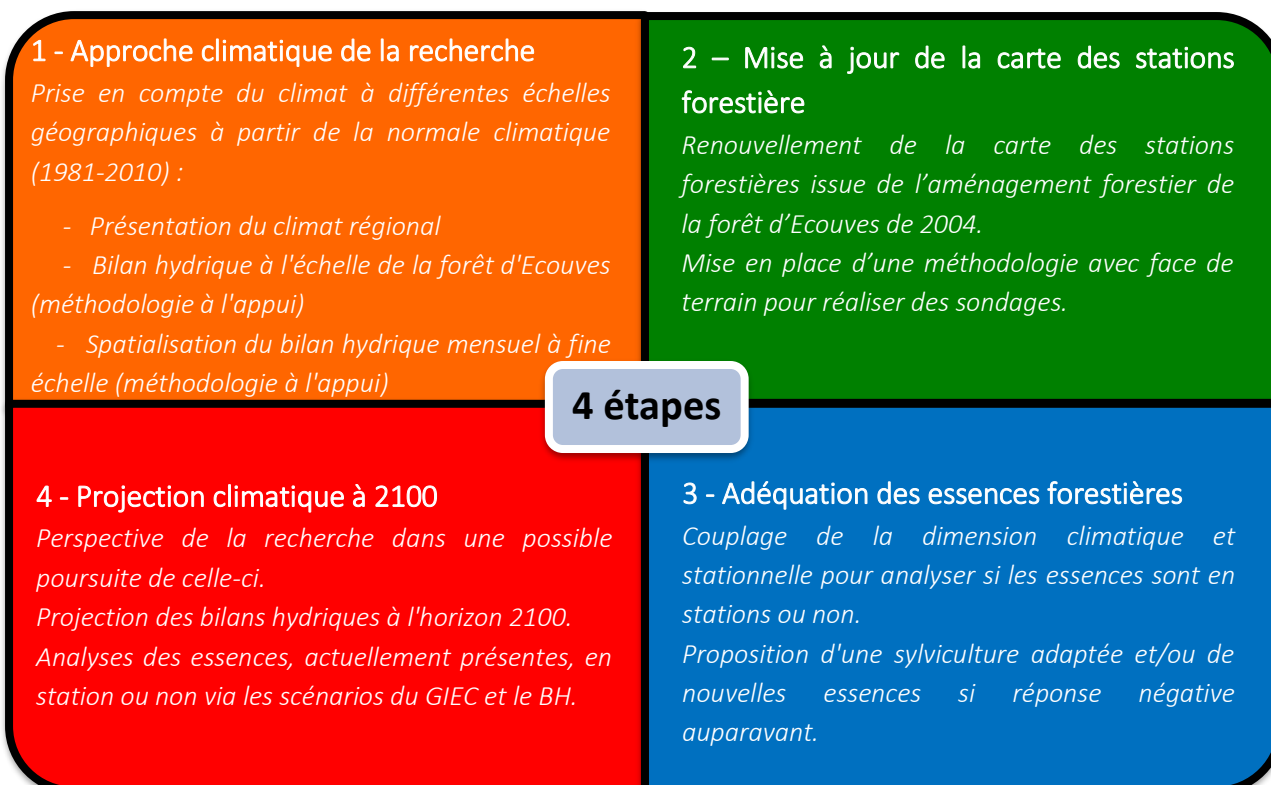 1 - Approche climatique de la recherche
Prise en compte du climat à différentes échelles
géographiques à partir de la normale climatique
(1981-2010) :
- Présentation du climat régional
- Bilan hydrique à l'échelle de la forêt d'Ecouves
(méthodologie à l'appui)
- Spatialisation du bilan hydrique mensuel à fine
échelle (méthodologie à l'appui)
2 – Mise à jour de la carte des stations
forestière
Renouvellement de la carte des stations
forestières issue de l’aménagement forestier de
la forêt d’Ecouves de 2004.
Mise en place d’une méthodologie avec face de
terrain pour réaliser des sondages.
4 étapes
4 - Projection climatique à 2100
Perspective de la recherche dans une possible
poursuite de celle-ci.
Projection des bilans hydriques à l'horizon 2100.
Analyses des essences, actuellement présentes, en
station ou non via les scénarios du GIEC et le BH.
3 - Adéquation des essences forestières
Couplage de la dimension climatique et
stationnelle pour analyser si les essences sont en
stations ou non.
Proposition d'une sylviculture adaptée et/ou de
nouvelles essences si réponse négative
auparavant.